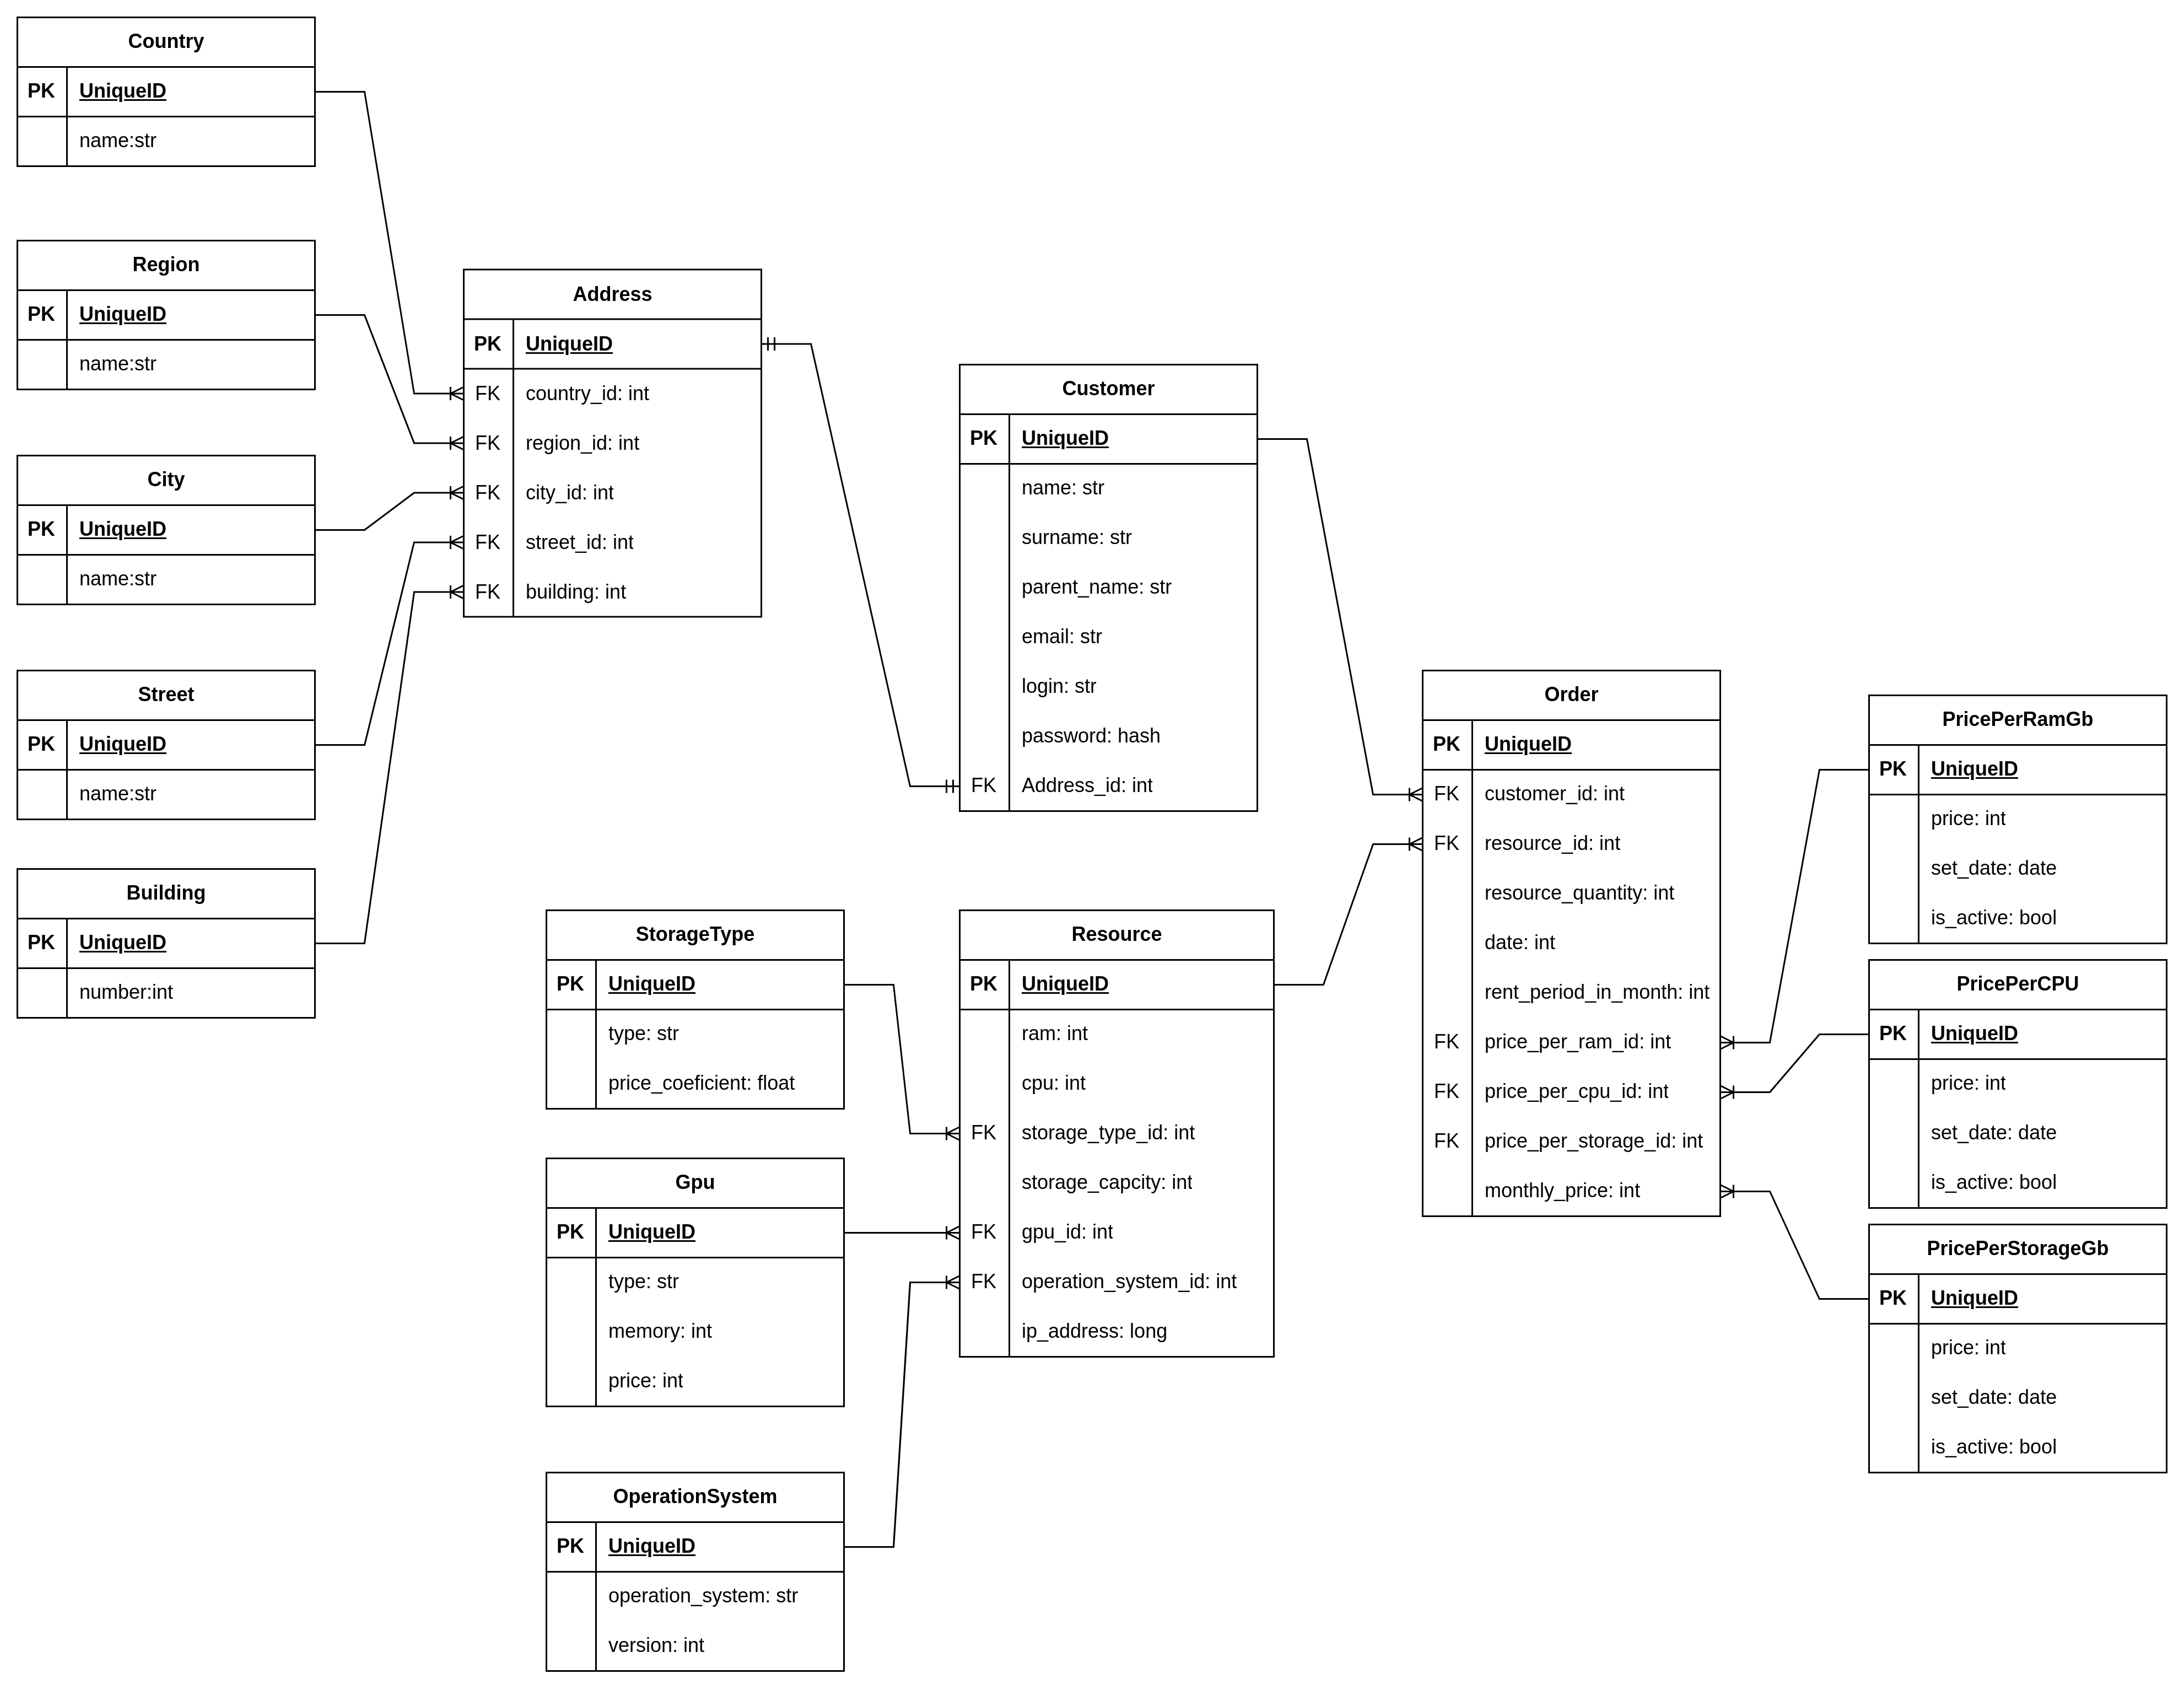 Country
PK UniqueID
name:str
Region
PK UniqueID
name:str
City
PK UniqueID
name:str
Street
PK UniqueID
name:str
Building
PK UniqueID
number:int
Address
PK UniqueID
FK country_id: int
FK region_id: int
FK city_id: int
FK street_id: int
FK building: int
StorageType
PK UniqueID
type: str
price_coeficient: float
Gpu
PK UniqueID
type: str
memory: int
price: int
OperationSystem
PK UniqueID
operation_system: str
version: int
Customer
PK UniqueID
name: str
surname: str
parent_name: str
email: str
login: str
password: hash
FK Address_id: int
Resource
PK UniqueID
ram: int
cpu: int
FK storage_type_id: int
storage_capcity: int
FK gpu_id: int
FK operation_system_id: int
ip_address: long
Order
PK UniqueID
FK customer_id: int
FK resource_id: int
resource_quantity: int
date: int
rent_period_in_month: int
FK price_per_ram_id: int
FK price_per_cpu_id: int
FK price_per_storage_id: int
monthly_price: int
PricePerRamGb
PK UniqueID
price: int
set_date: date
is_active: bool
PricePerCPU
PK UniqueID
price: int
set_date: date
is_active: bool
PricePerStorageGb
PK UniqueID
price: int
set_date: date
is_active: bool